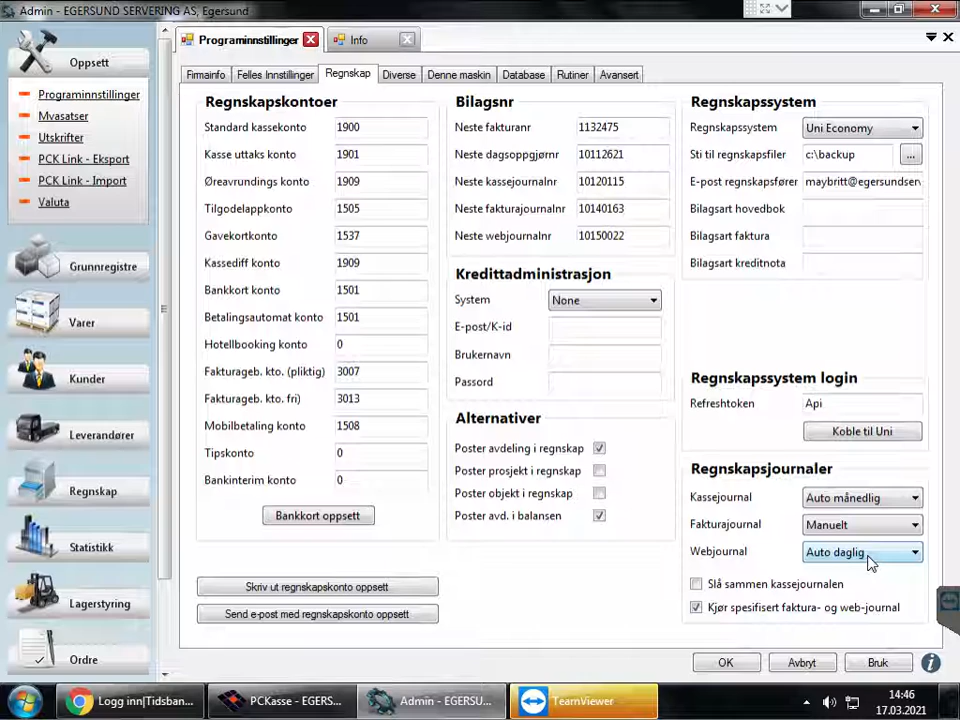 Admin - EGERSUND SERVERING AS, Egersund
Oppsett
Programinnstillinger
Mvasatser
Utskrifter
PCK Link - Eksport
PCK Link - Import
Valuta
Grunnregistre
Varer
Kunder
Leverandører
Regnskap
Statistikk
Lagerstyring
Ordre
Programinnstillinger
Info
Firmainfo
Felles Innstillinger
Regnskap
Diverse
Denne maskin
Database
Rutiner
Avansert
Regnskapskontoer
Standard kassekonto 1900
Kasse uttaks konto 1901
Øreavrundings konto 1909
Tilgodelappkonto 1505
Gavekortkonto 1537
Kassediff konto 1909
Bankkort konto 1501
Betalingsautomat konto 1501
Hotellbooking konto 0
Fakturageb. kto. (pliktig) 3007
Fakturageb. kto. fri) 3013
Mobilbetaling konto 1508
Tipskonto 0
Bankinterim konto 0
Bankkort oppsett
Skriv ut regnskapskonto oppsett
Send e-post med regnskapskonto oppsett
Bilagsnr
Neste fakturanr 1132475
Neste dagsoppgjørnr 10112621
Neste kassejournalnr 10120115
Neste fakturajournalnr 10140163
Neste webjournalnr 10150022
Kredittadministrasjon
System None
E-post/K-id
Brukernavn
Passord
Alternativer
Poster avdeling i regnskap
Poster prosjekt i regnskap
Poster objekt i regnskap
Poster avd. i balansen
Regnskapssystem
Regnskapssystem Uni Economy
Sti til regnskapsfiler c:\backup ...
E-post regnskapsfører maybritt@egersundserv
Bilagsart hovedbok
Bilagsart faktura
Bilagsart kreditnota
Regnskapssystem login
Refreshtoken Api
Koble til Uni
Regnskapsjournaler
Kassejournal Auto månedlig
Fakturajournal Manuelt
Webjournal Auto daglig
Slå sammen kassejournalen
Kjør spesifisert faktura- og web-journal
OK
Avbryt
Bruk
Logg inn|Tidsban...
PCKasse - EGERS...
Admin - EGERSU...
TeamViewer
14:46
17.03.2021